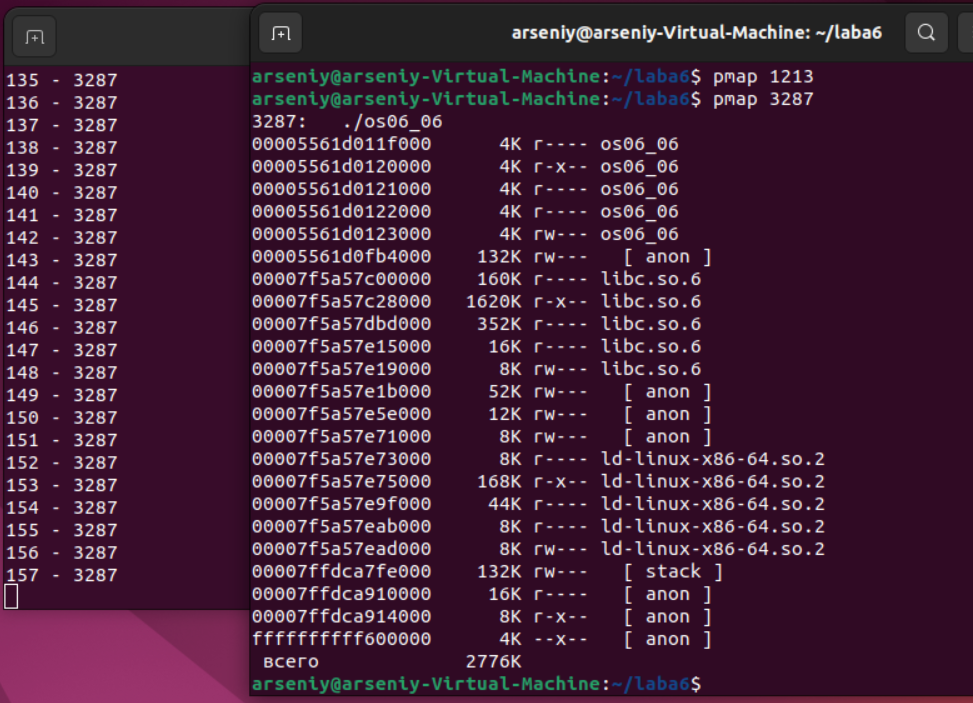 135 - 3287
136 - 3287
137 - 3287
138 - 3287
139 - 3287
140 - 3287
141 - 3287
142 - 3287
143 - 3287
144 - 3287
145 - 3287
146 - 3287
147 - 3287
148 - 3287
149 - 3287
150 - 3287
151 - 3287
152 - 3287
153 - 3287
154 - 3287
155 - 3287
156 - 3287
157 - 3287
arseniy@arseniy-Virtual-Machine: ~/laba6
arseniy@arseniy-Virtual-Machine:~/laba6$ pmap 1213
arseniy@arseniy-Virtual-Machine:~/laba6$ pmap 3287
3287:   ./os06_06
00005561d011f000      4K r---- os06_06
00005561d0120000      4K r-x-- os06_06
00005561d0121000      4K r---- os06_06
00005561d0122000      4K r---- os06_06
00005561d0123000      4K rw--- os06_06
00005561d0fb4000    132K rw---   [ anon ]
00007f5a57c00000    160K r---- libc.so.6
00007f5a57c28000   1620K r-x-- libc.so.6
00007f5a57dbd000    352K r---- libc.so.6
00007f5a57e15000     16K r---- libc.so.6
00007f5a57e19000      8K rw--- libc.so.6
00007f5a57e1b000     52K rw---   [ anon ]
00007f5a57e5e000     12K rw---   [ anon ]
00007f5a57e71000      8K rw---   [ anon ]
00007f5a57e73000      8K r---- ld-linux-x86-64.so.2
00007f5a57e75000    168K r-x-- ld-linux-x86-64.so.2
00007f5a57e9f000     44K r---- ld-linux-x86-64.so.2
00007f5a57eab000      8K r---- ld-linux-x86-64.so.2
00007f5a57ead000      8K rw--- ld-linux-x86-64.so.2
00007ffdca7fe000    132K rw---   [ stack ]
00007ffdca910000     16K r----   [ anon ]
00007ffdca914000      8K r-x--   [ anon ]
ffffffffff600000      4K --x--   [ anon ]
 всего             2776K
arseniy@arseniy-Virtual-Machine:~/laba6$